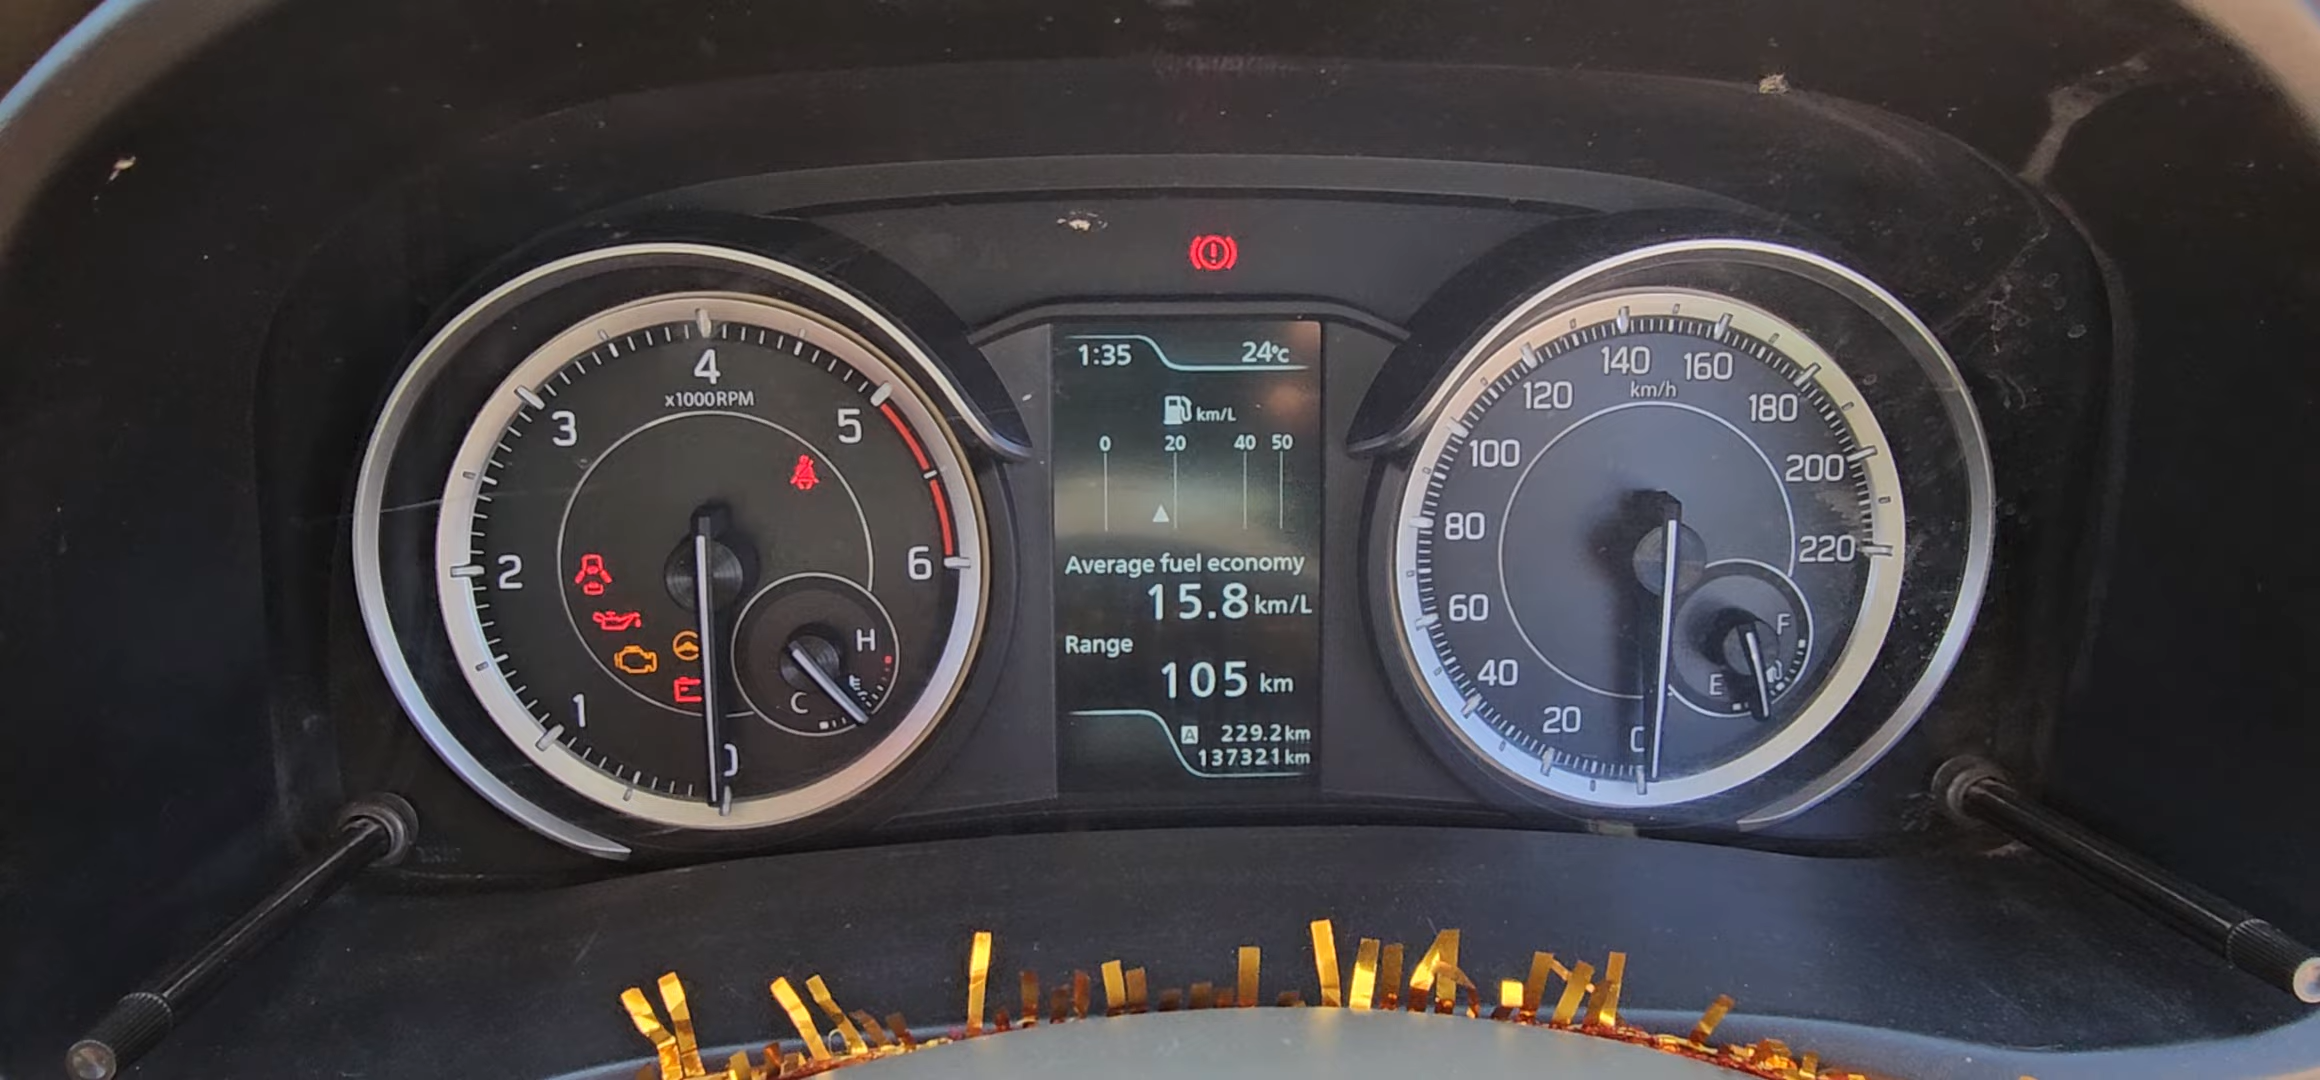 1:35 24°C
km/L
0 20 40 50
Average fuel economy
15.8 km/L
Range
105 km
A 229.2 km
137321 km
4
x1000RPM
3 5
2 6
1
0
H
C
140 160
km/h
120 180
100 200
80 220
60
40
20
F
E